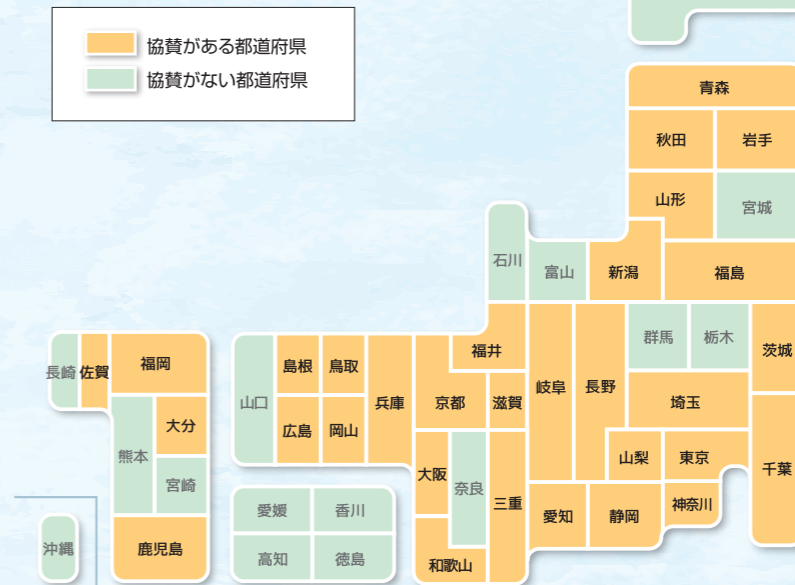 協賛がある都道府県
協賛がない都道府県
青森
秋田
岩手
山形
宮城
石川
富山
新潟
福島
群馬
栃木
茨城
福井
岐阜
長野
長崎
佐賀
福岡
山口
島根
鳥取
兵庫
京都
滋賀
埼玉
広島
岡山
大分
熊本
山梨
東京
千葉
大阪
奈良
三重
宮崎
愛媛
香川
愛知
静岡
神奈川
沖縄
鹿児島
高知
徳島
和歌山